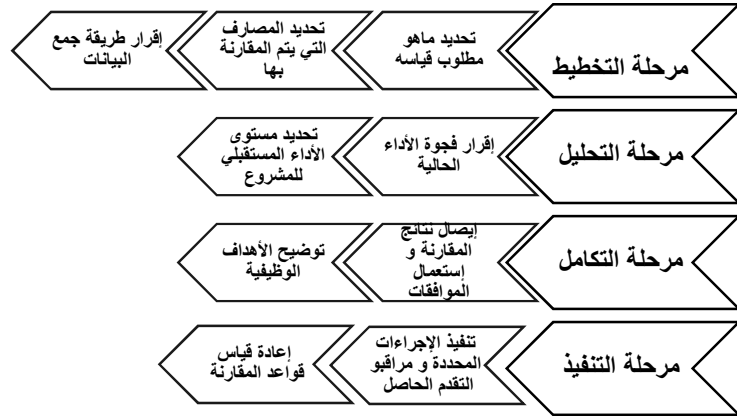 مرحلة التخطيط
تحديد ماهو
مطلوب قياسه
تحديد المصارف
التي يتم المقارنة
بها
إقرار طريقة جمع
البيانات
مرحلة التحليل
إقرار فجوة الأداء
الحالية
تحديد مستوى
الأداء المستقبلي
للمشروع
مرحلة التكامل
إيصال نتائج
المقارنة و
إستعمال
الموافقات
توضيح الأهداف
الوظيفية
مرحلة التنفيذ
تنفيذ الإجراءات
المحددة و مراقبو
التقدم الحاصل
إعادة قياس
قواعد المقارنة